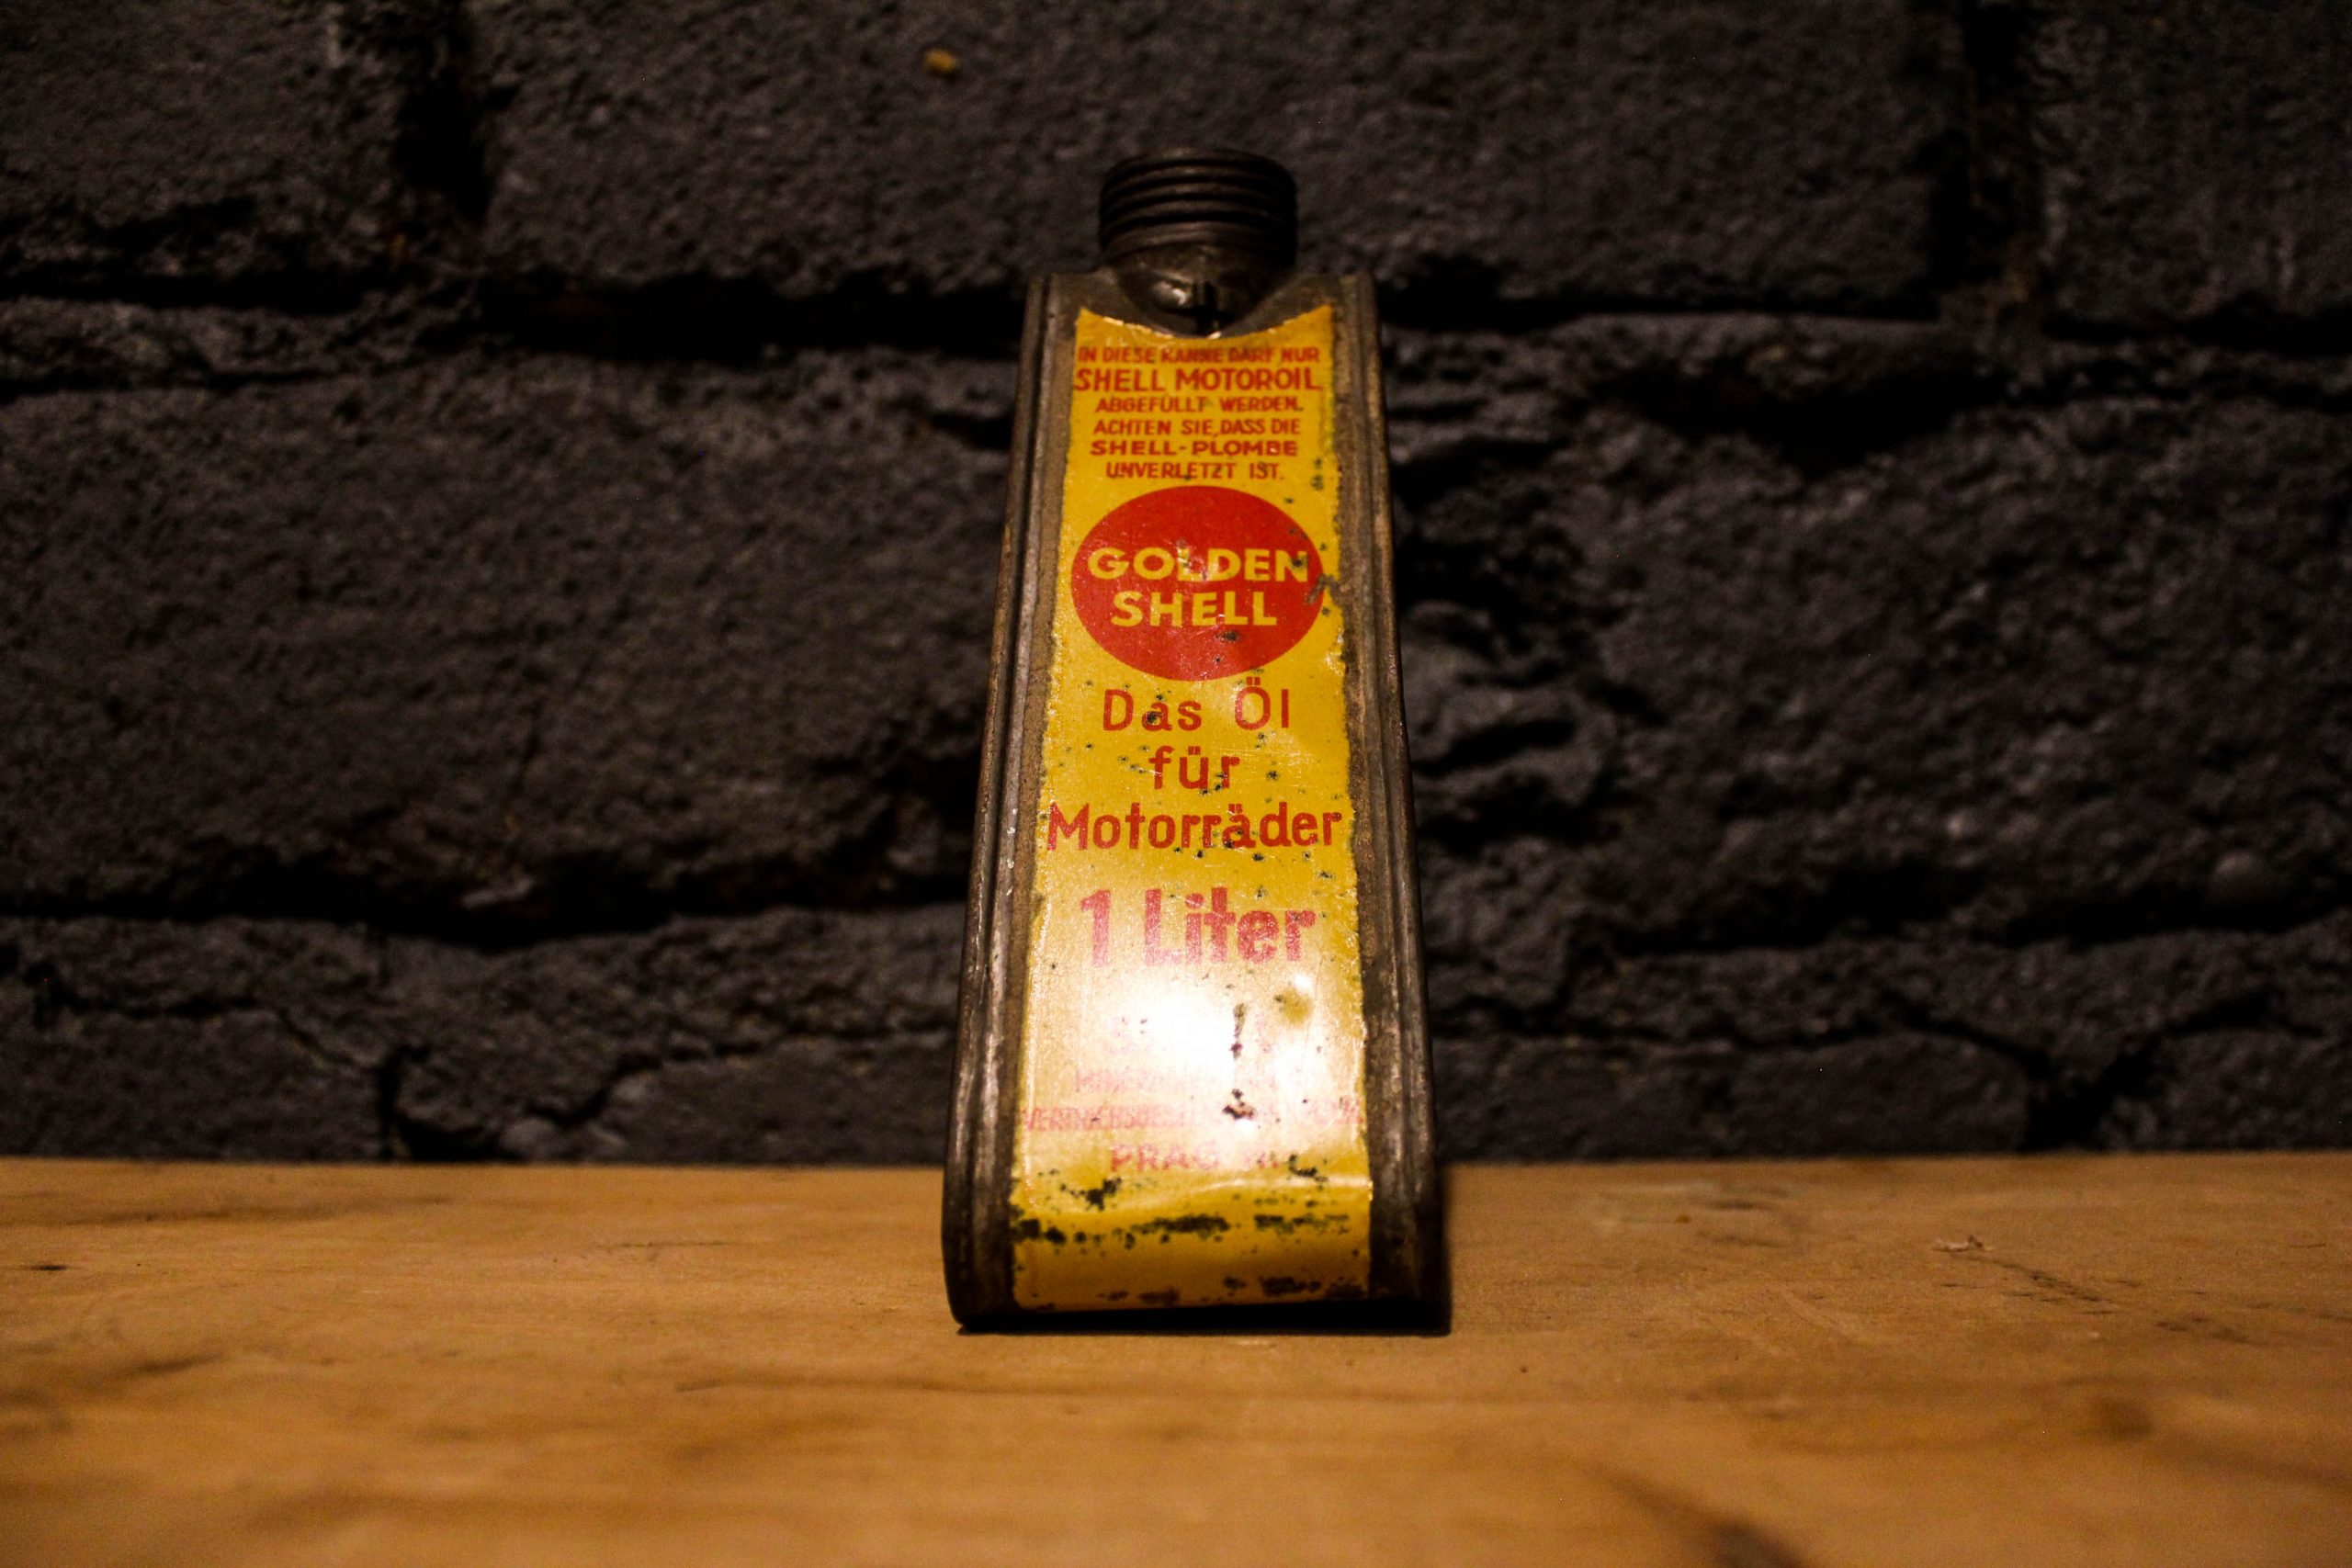 IN DIESE KANNE DARF NUR
SHELL MOTOROIL
ABGEFÜLLT WERDEN.
ACHTEN SIE, DASS DIE
SHELL-PLOMBE
UNVERLETZT IST.
GOLDEN
SHELL
Das Öl
für
Motorräder
1 Liter
PRAG